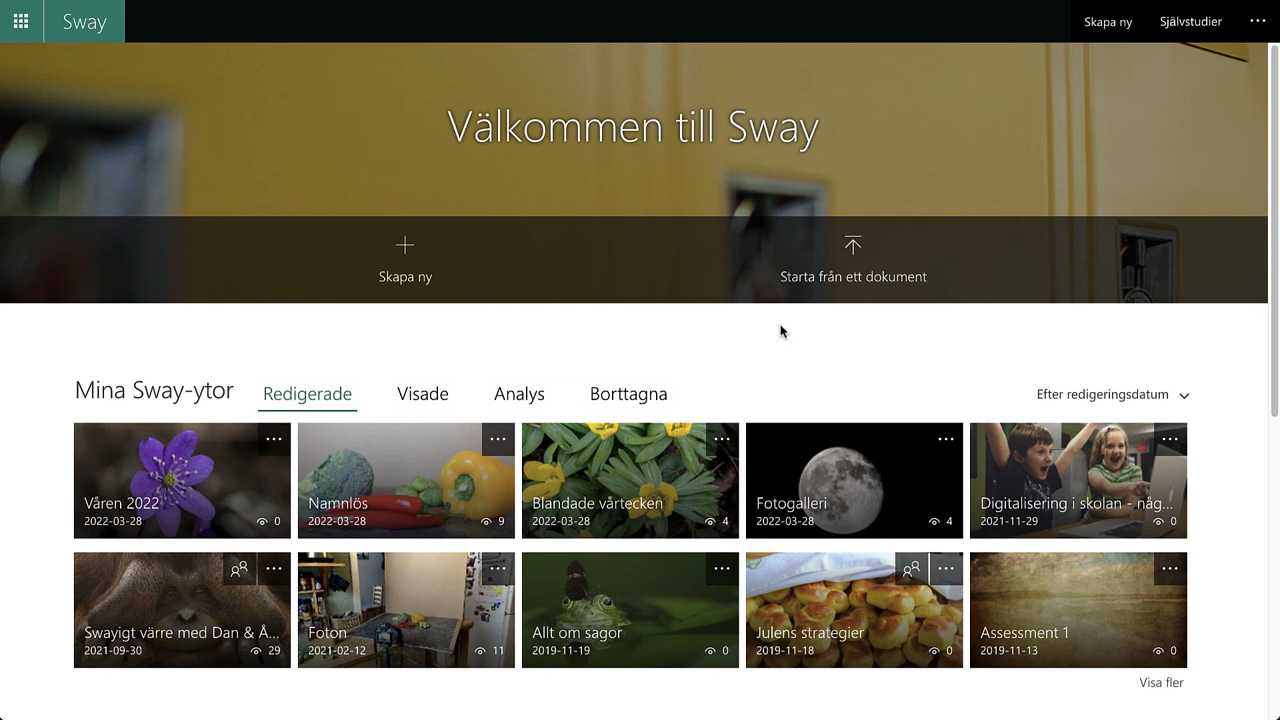 Sway
Skapa ny
Självstudier
Välkommen till Sway
Skapa ny
Starta från ett dokument
Mina Sway-ytor
Redigerade
Visade
Analys
Borttagna
Efter redigeringsdatum
Våren 2022
2022-03-28
0
Namnlös
2022-03-28
9
Blandade vårtecken
2022-03-28
4
Fotogalleri
2022-03-28
4
Digitalisering i skolan - någ...
2021-11-29
0
Swayigt värre med Dan & Å...
2021-09-30
29
Foton
2021-02-12
11
Allt om sagor
2019-11-19
0
Julens strategier
2019-11-18
0
Assessment 1
2019-11-13
0
Visa fler